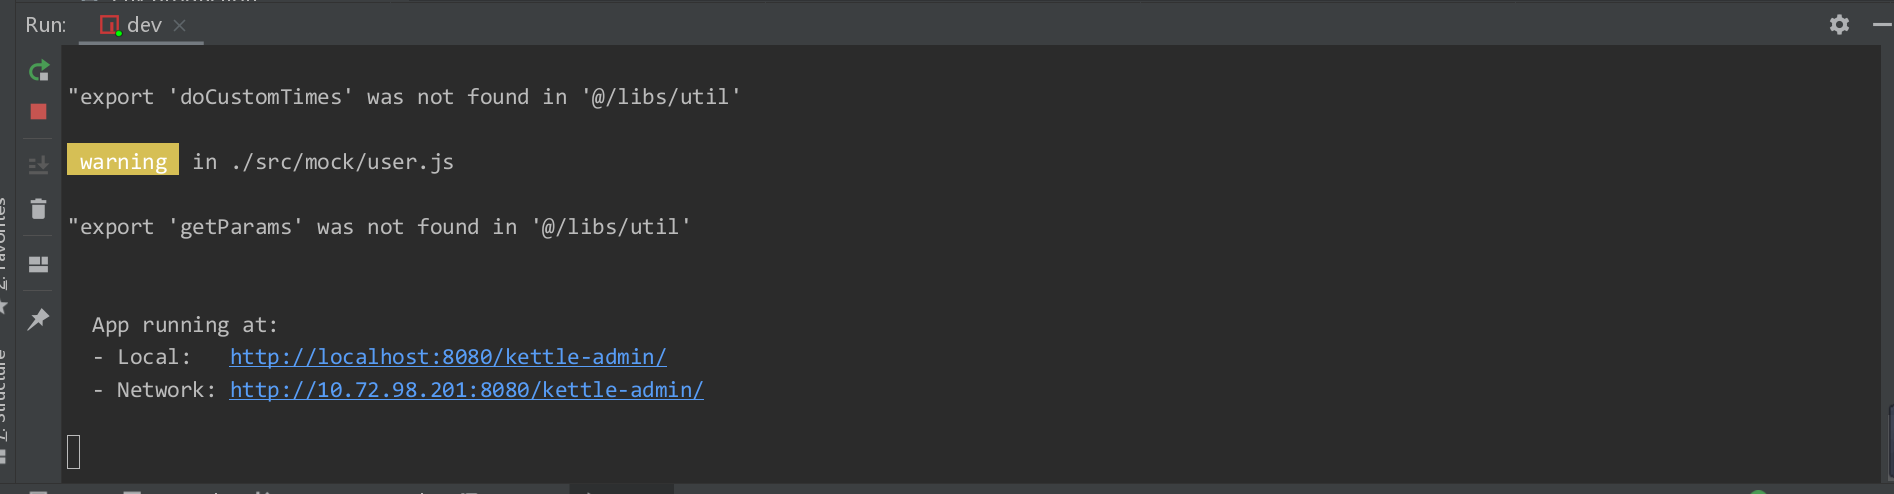 Run: dev
"export 'doCustomTimes' was not found in '@/libs/util'
warning in ./src/mock/user.js
"export 'getParams' was not found in '@/libs/util'
App running at:
- Local: http://localhost:8080/kettle-admin/
- Network: http://10.72.98.201:8080/kettle-admin/
2: Favorites
Z: Structure